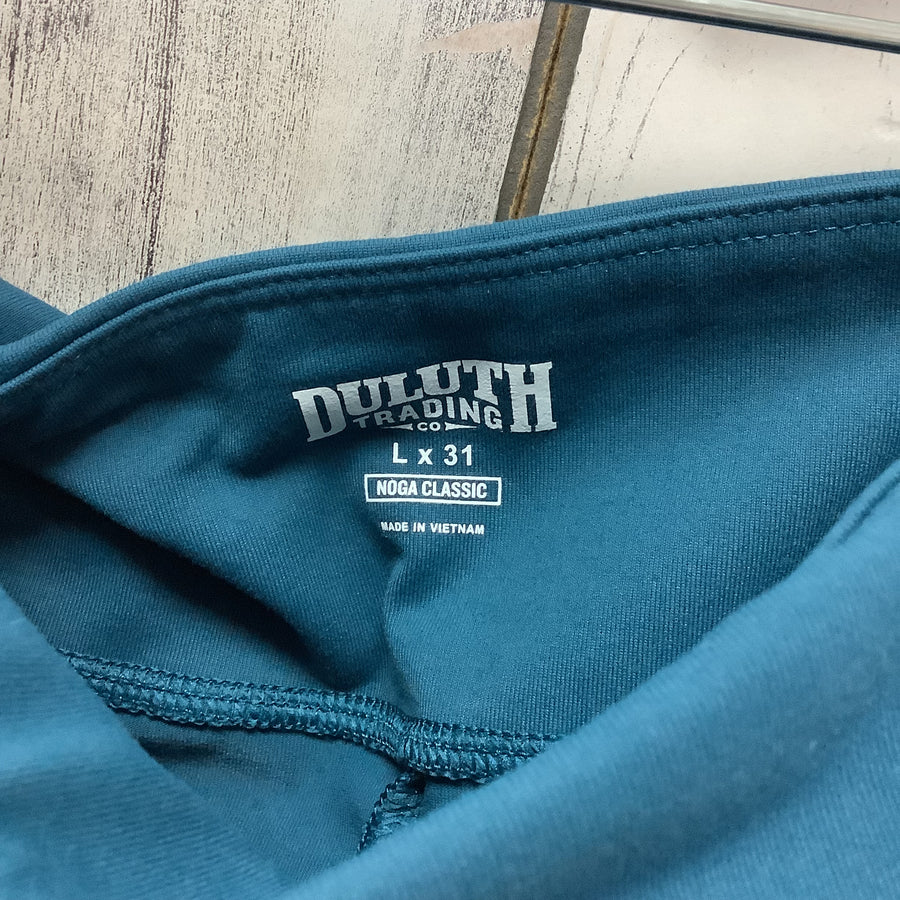 DULUTH
TRADING
CO
L x 31
NOGA CLASSIC
MADE IN VIETNAM